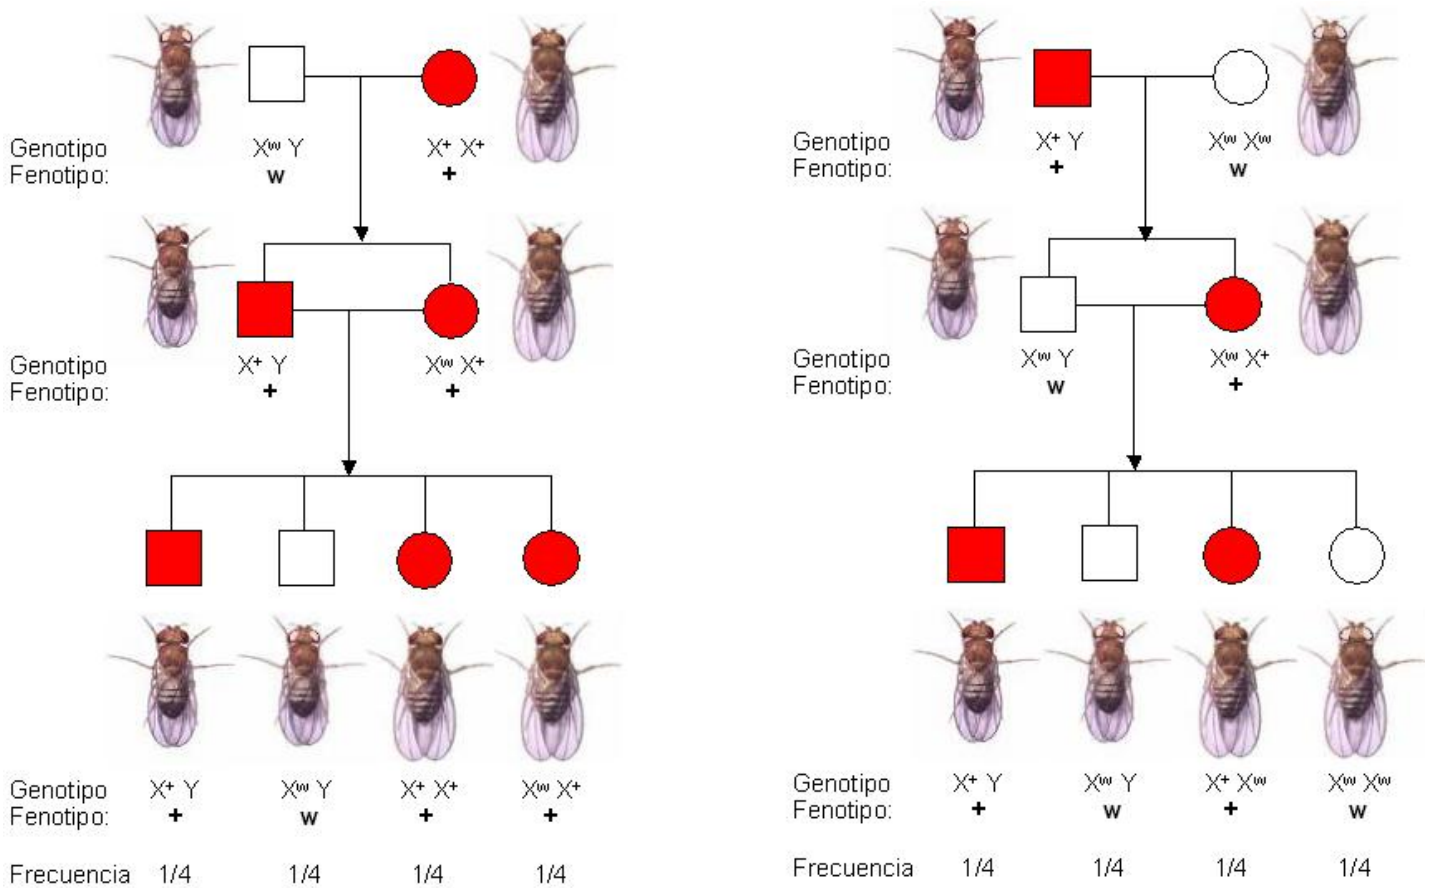 Genotipo XʷY X⁺ X⁺
Fenotipo: w +
Genotipo X⁺ Y Xʷ X⁺
Fenotipo: + +
Genotipo X⁺ Y Xʷ Y X⁺ X⁺ Xʷ X⁺
Fenotipo: + w + +
Frecuencia 1/4 1/4 1/4 1/4
Genotipo X⁺ Y Xʷ Xʷ
Fenotipo: + w
Genotipo Xʷ Y Xʷ X⁺
Fenotipo: w +
Genotipo X⁺ Y Xʷ Y X⁺ Xʷ Xʷ Xʷ
Fenotipo: + w + w
Frecuencia 1/4 1/4 1/4 1/4